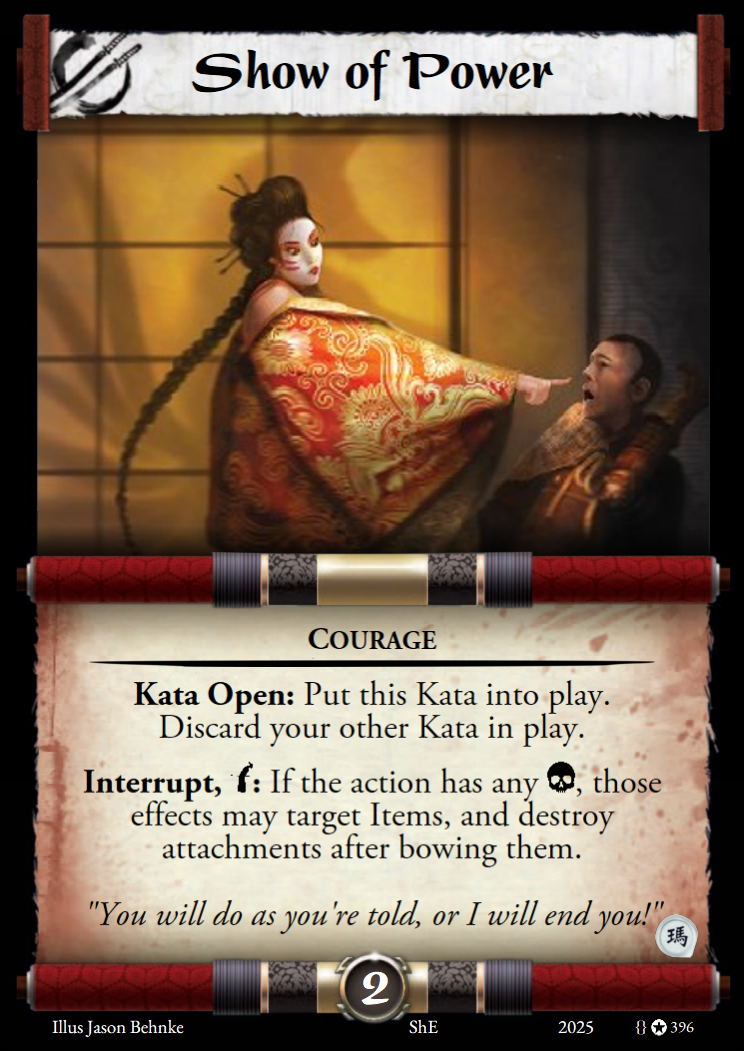 Show of Power
COURAGE
Kata Open: Put this Kata into play.
Discard your other Kata in play.
Interrupt, : If the action has any , those
effects may target Items, and destroy
attachments after bowing them.
"You will do as you're told, or I will end you!"
瑪
2
Illus Jason Behnke ShE 2025 {} ✪ 396